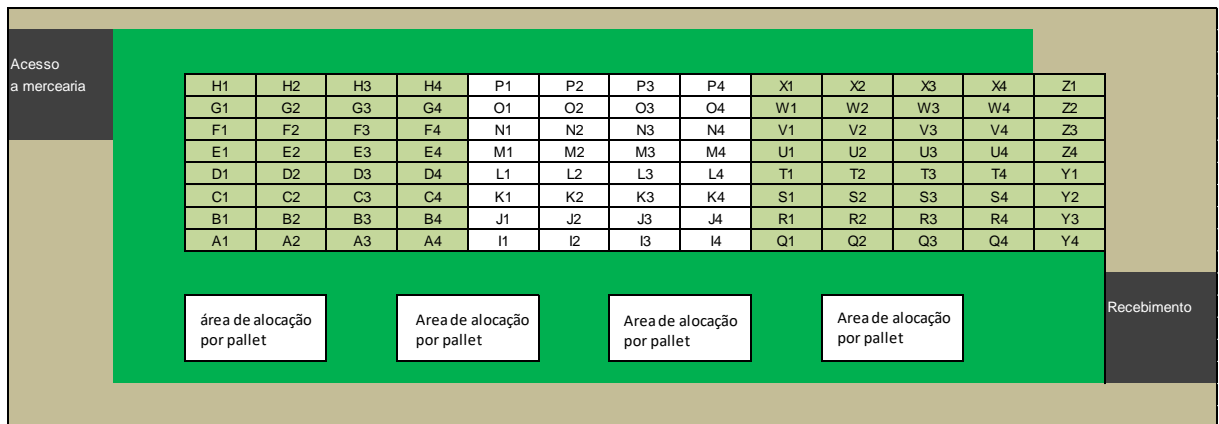 Acesso
a mercearia
H1 H2 H3 H4 P1 P2 P3 P4 X1 X2 X3 X4 Z1
G1 G2 G3 G4 O1 O2 O3 O4 W1 W2 W3 W4 Z2
F1 F2 F3 F4 N1 N2 N3 N4 V1 V2 V3 V4 Z3
E1 E2 E3 E4 M1 M2 M3 M4 U1 U2 U3 U4 Z4
D1 D2 D3 D4 L1 L2 L3 L4 T1 T2 T3 T4 Y1
C1 C2 C3 C4 K1 K2 K3 K4 S1 S2 S3 S4 Y2
B1 B2 B3 B4 J1 J2 J3 J4 R1 R2 R3 R4 Y3
A1 A2 A3 A4 I1 I2 I3 I4 Q1 Q2 Q3 Q4 Y4
área de alocação
por pallet
Area de alocação
por pallet
Area de alocação
por pallet
Area de alocação
por pallet
Recebimento